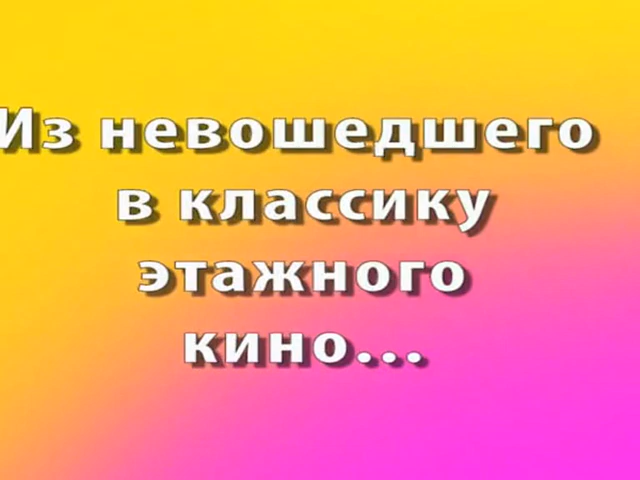 Из невошедшего
в классику
этажного
кино...